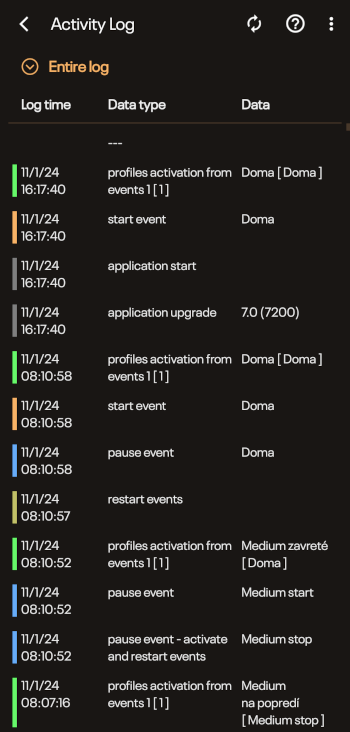 Activity Log
Entire log
Log time Data type Data
---
11/1/24 profiles activation from Doma [ Doma ]
16:17:40 events 1 [ 1 ]
11/1/24 start event Doma
16:17:40
11/1/24 application start
16:17:40
11/1/24 application upgrade 7.0 (7200)
16:17:40
11/1/24 profiles activation from Doma [ Doma ]
08:10:58 events 1 [ 1 ]
11/1/24 start event Doma
08:10:58
11/1/24 pause event Doma
08:10:58
11/1/24 restart events
08:10:57
11/1/24 profiles activation from Medium zavreté
08:10:52 events 1 [ 1 ] [ Doma ]
11/1/24 pause event Medium start
08:10:52
11/1/24 pause event - activate Medium stop
08:10:52 and restart events
11/1/24 profiles activation from Medium
08:07:16 events 1 [ 1 ] na popredí
[ Medium stop ]